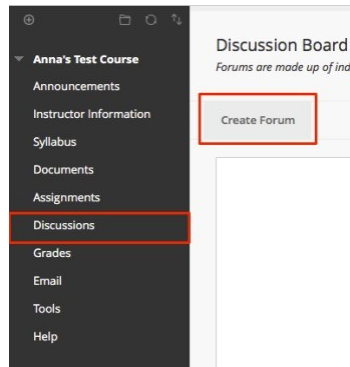 Anna's Test Course
Announcements
Instructor Information
Syllabus
Documents
Assignments
Discussions
Grades
Email
Tools
Help
Discussion Board
Forums are made up of ind
Create Forum